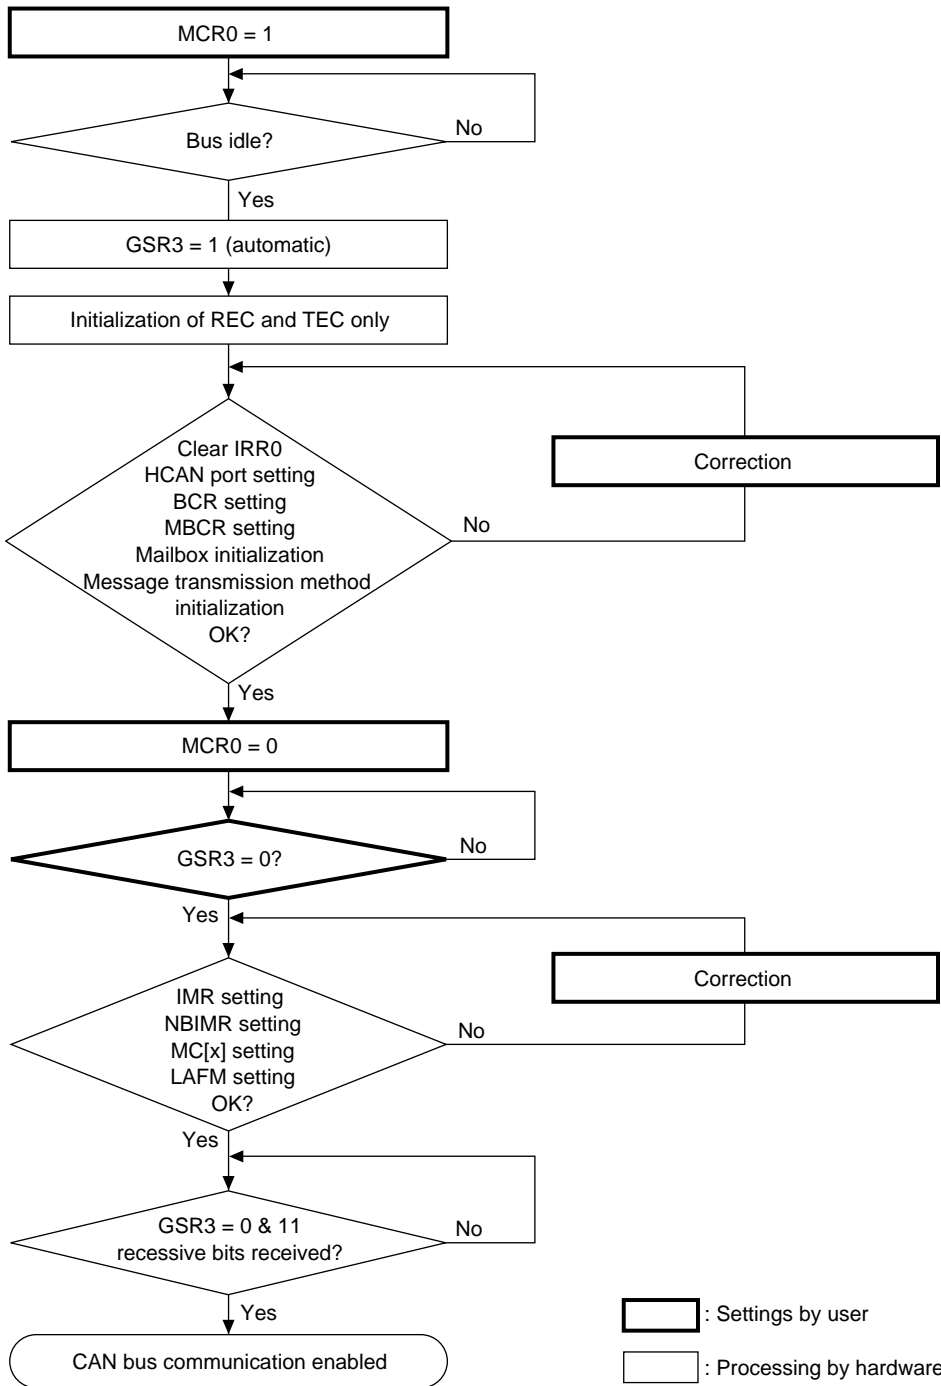 MCR0 = 1
Bus idle?
No
Yes
GSR3 = 1 (automatic)
Initialization of REC and TEC only
Clear IRR0
HCAN port setting
BCR setting
MBCR setting
Mailbox initialization
Message transmission method
initialization
OK?
No
Correction
Yes
MCR0 = 0
GSR3 = 0?
No
Yes
IMR setting
NBIMR setting
MC[x] setting
LAFM setting
OK?
No
Correction
Yes
GSR3 = 0 & 11
recessive bits received?
No
Yes
CAN bus communication enabled
: Settings by user
: Processing by hardware